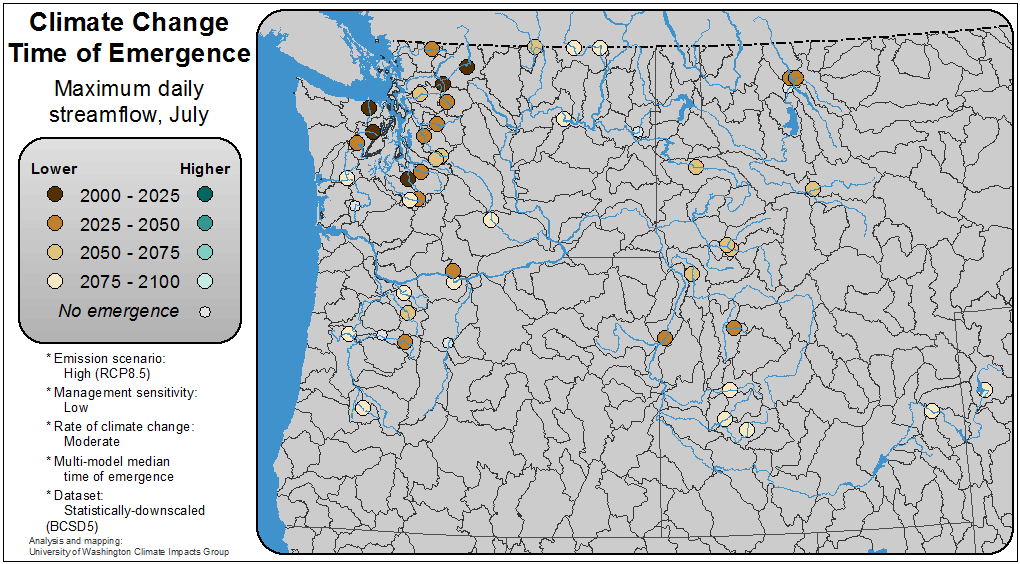 Climate Change
Time of Emergence
Maximum daily
streamflow, July
Lower Higher
2000 - 2025
2025 - 2050
2050 - 2075
2075 - 2100
No emergence
* Emission scenario:
High (RCP8.5)
* Management sensitivity:
Low
* Rate of climate change:
Moderate
* Multi-model median
time of emergence
* Dataset:
Statistically-downscaled
(BCSD5)
Analysis and mapping:
University of Washington Climate Impacts Group